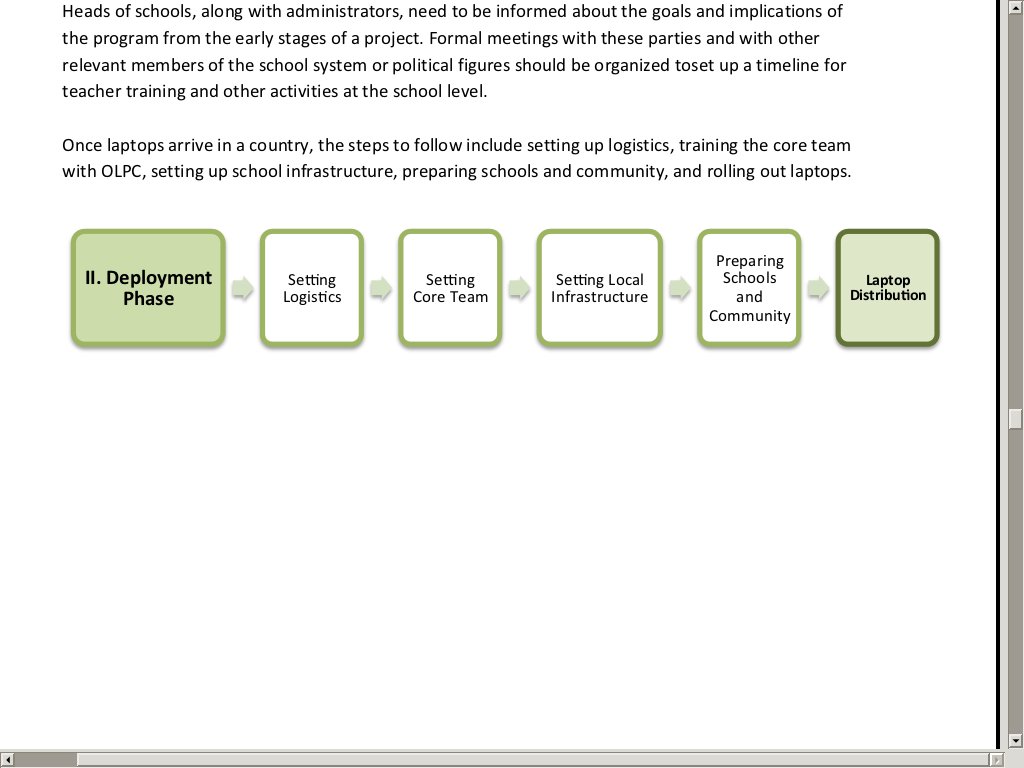 Heads of schools, along with administrators, need to be informed about the goals and implications of
the program from the early stages of a project. Formal meetings with these parties and with other
relevant members of the school system or political figures should be organized toset up a timeline for
teacher training and other activities at the school level.
Once laptops arrive in a country, the steps to follow include setting up logistics, training the core team
with OLPC, setting up school infrastructure, preparing schools and community, and rolling out laptops.
II. Deployment
Phase
Setting
Logistics
Setting
Core Team
Setting Local
Infrastructure
Preparing
Schools
and
Community
Laptop
Distribution